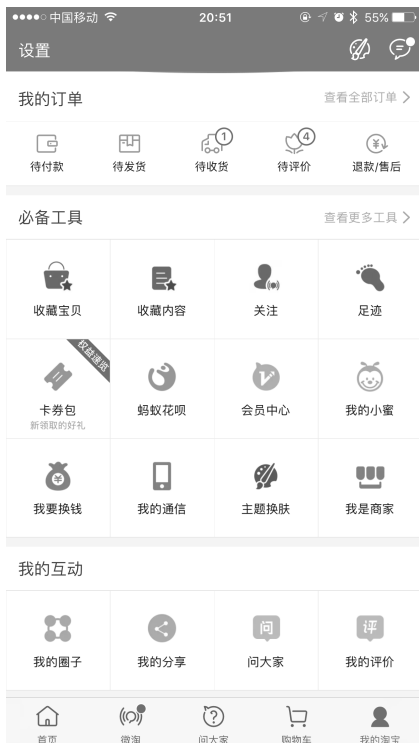 中国移动 20:51 55%
设置
我的订单 查看全部订单
1 4
待付款 待发货 待收货 待评价 退款/售后
必备工具 查看更多工具
收藏宝贝 收藏内容 关注 足迹
权益速览
卡券包 蚂蚁花呗 会员中心 我的小蜜
新领取的好礼
我要换钱 我的通信 主题换肤 我是商家
我的互动
问 评
我的圈子 我的分享 问大家 我的评价
首页 微淘 问大家 购物车 我的淘宝